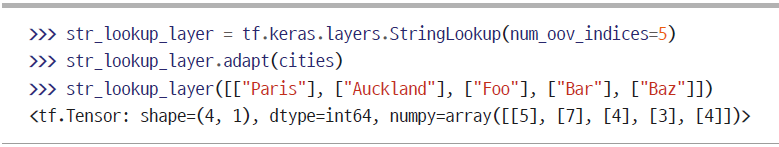 >>> str_lookup_layer = tf.keras.layers.StringLookup(num_oov_indices=5)
>>> str_lookup_layer.adapt(cities)
>>> str_lookup_layer([["Paris"], ["Auckland"], ["Foo"], ["Bar"], ["Baz"]])
<tf.Tensor: shape=(4, 1), dtype=int64, numpy=array([[5], [7], [4], [3], [4]])>